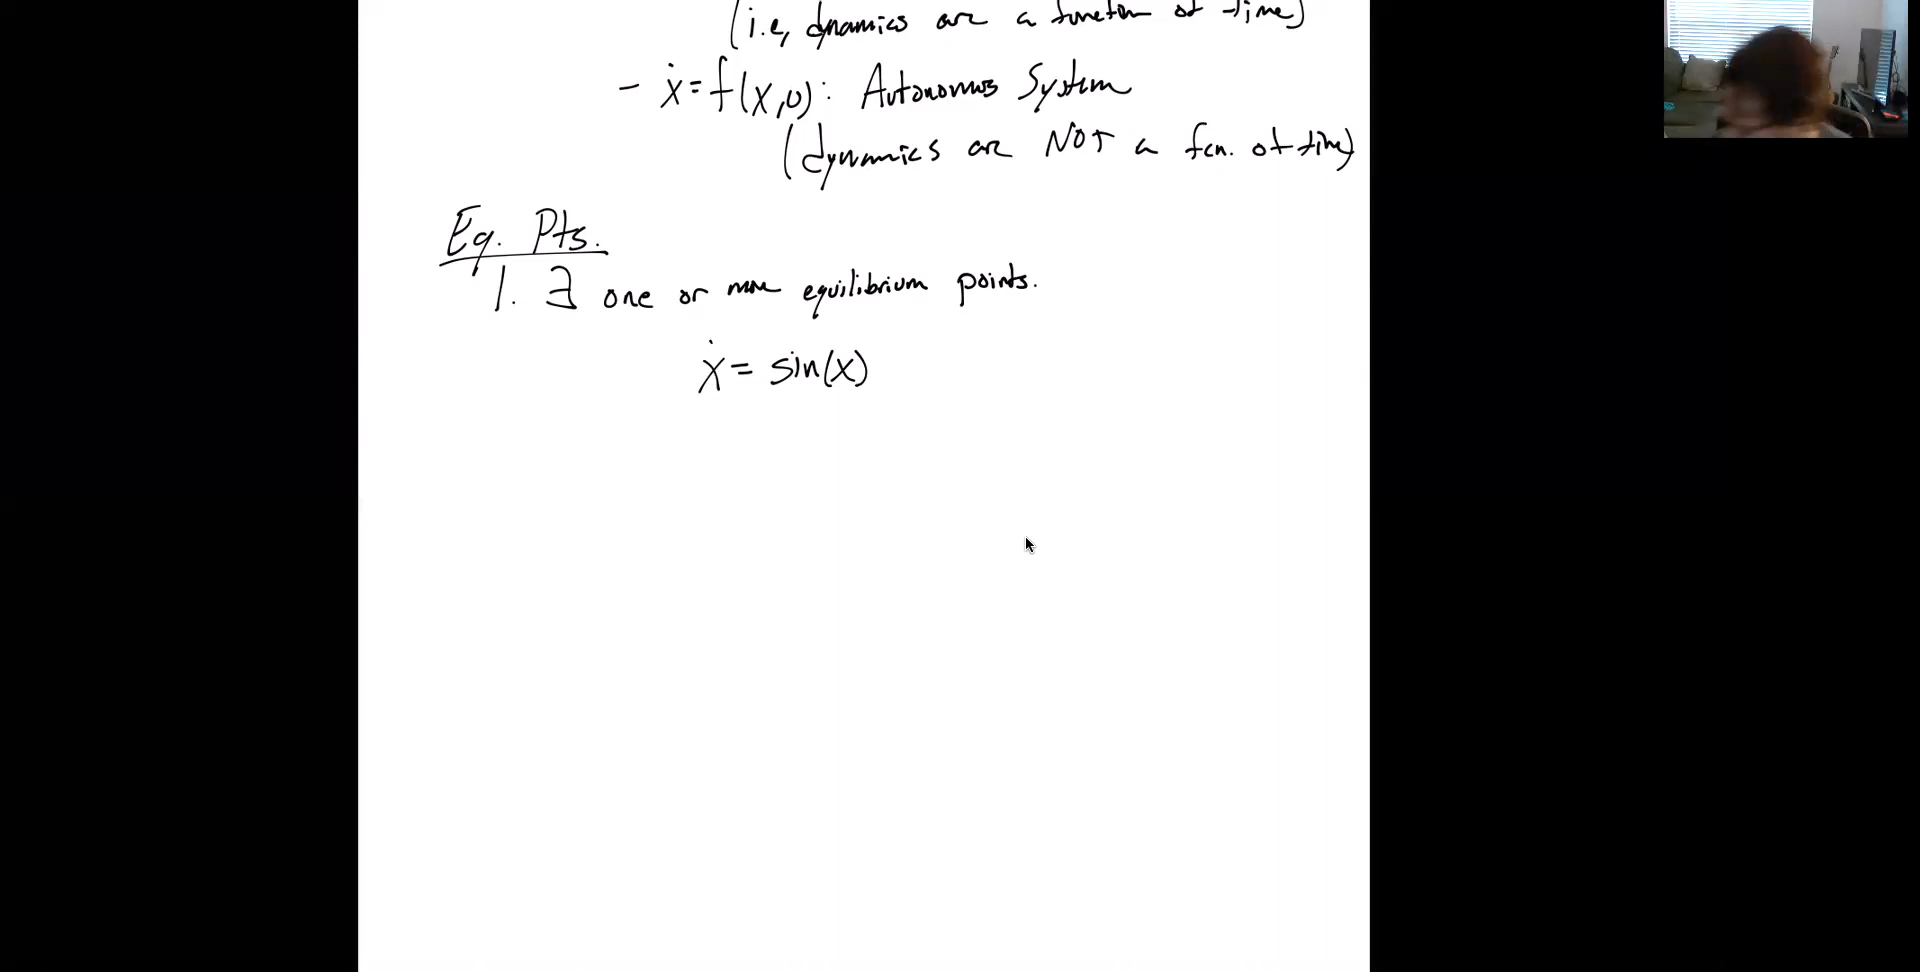 (i.e, dynamics are a function of time)
- ẋ = f(x,υ): Autonomous System
(dynamics are NOT a fcn. of time)
Eq. Pts.
1. ∃ one or more equilibrium points.
ẋ = sin(x)